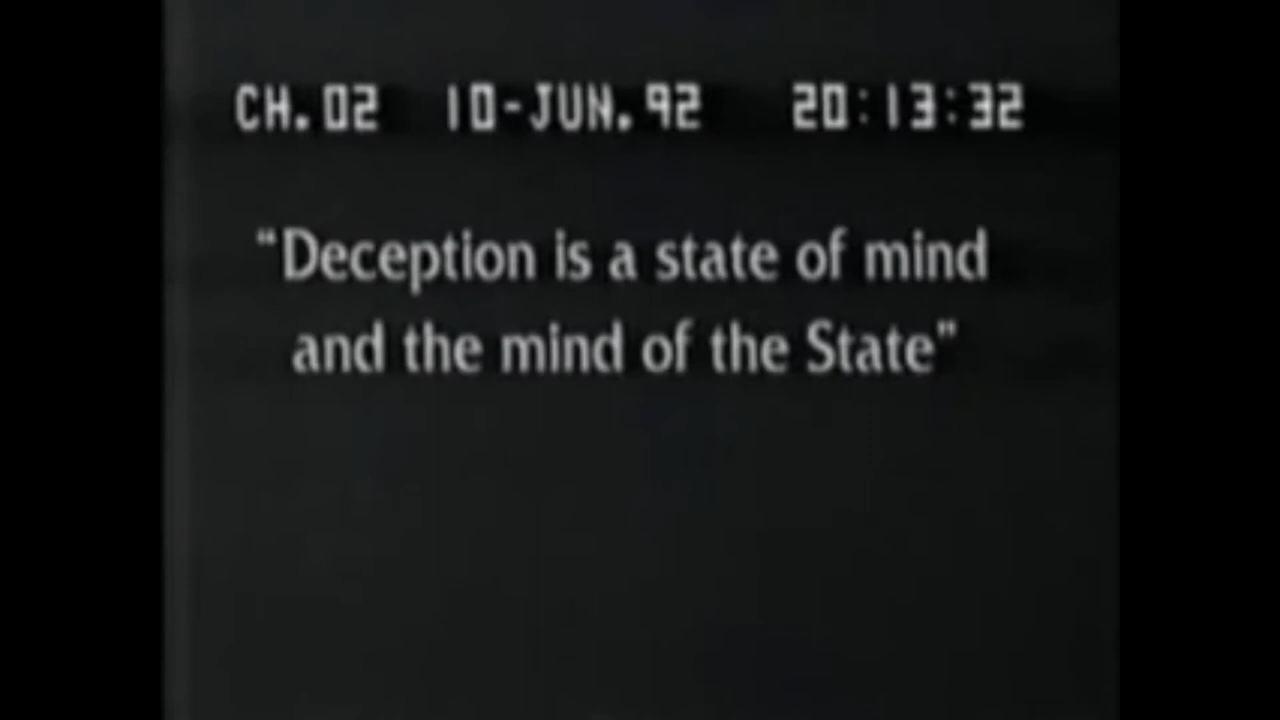 CH.02 10-JUN.92 20:13:32
“Deception is a state of mind
and the mind of the State”